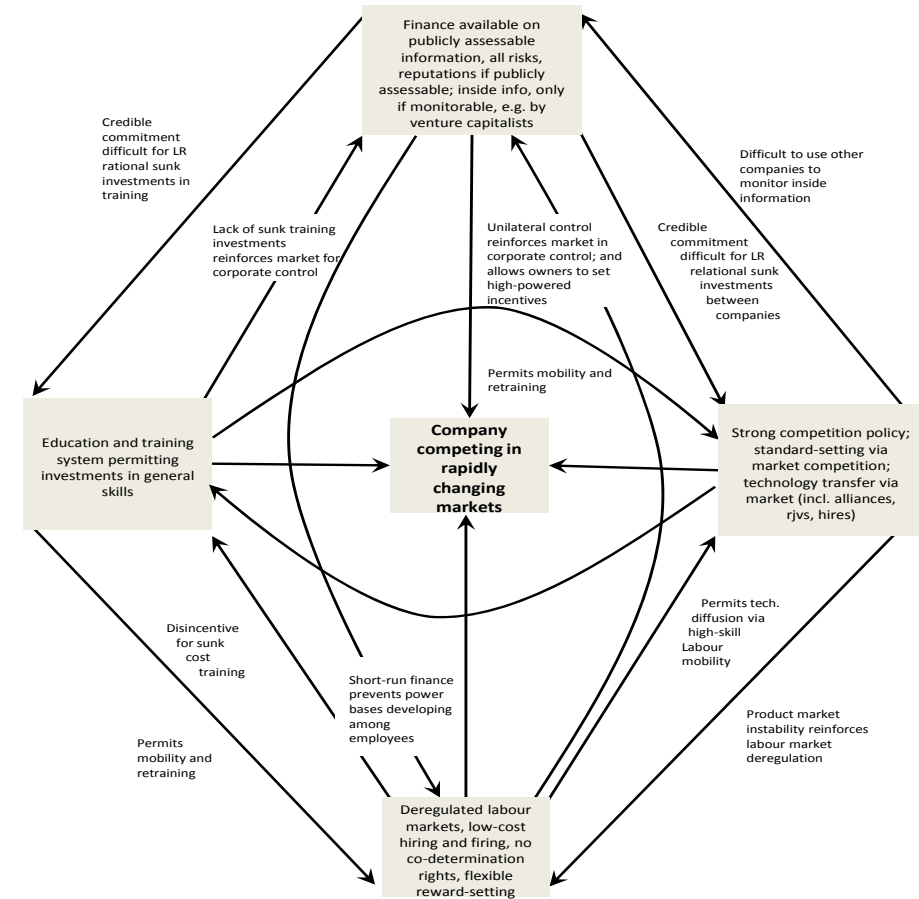 Finance available on
publicly assessable
information, all risks,
reputations if publicly
assessable; inside info, only
if monitorable, e.g. by
venture capitalists
Credible
commitment
difficult for LR
rational sunk
investments in
training
Difficult to use other
companies to
monitor inside
information
Lack of sunk training
investments
reinforces market for
corporate control
Unilateral control
reinforces market in
corporate control; and
allows owners to set
high-powered
incentives
Credible
commitment
difficult for LR
relational sunk
investments
between
companies
Permits mobility and
retraining
Education and training
system permitting
investments in general
skills
Company
competing in
rapidly
changing
markets
Strong competition policy;
standard-setting via
market competition;
technology transfer via
market (incl. alliances,
rjvs, hires)
Disincentive
for sunk
cost
training
Permits tech.
diffusion via
high-skill
Labour
mobility
Short-run finance
prevents power
bases developing
among
employees
Permits
mobility and
retraining
Product market
instability reinforces
labour market
deregulation
Deregulated labour
markets, low-cost
hiring and firing, no
co-determination
rights, flexible
reward-setting